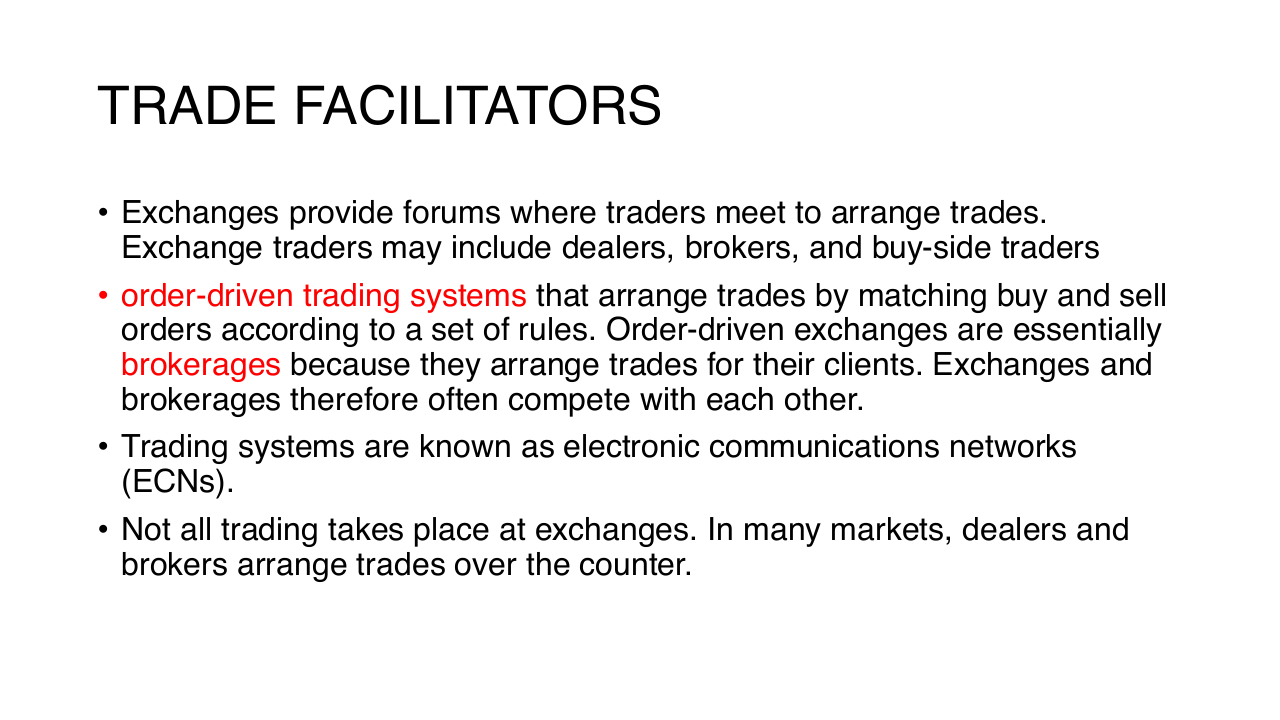 TRADE FACILITATORS
• Exchanges provide forums where traders meet to arrange trades.
Exchange traders may include dealers, brokers, and buy-side traders
• order-driven trading systems that arrange trades by matching buy and sell
orders according to a set of rules. Order-driven exchanges are essentially
brokerages because they arrange trades for their clients. Exchanges and
brokerages therefore often compete with each other.
• Trading systems are known as electronic communications networks
(ECNs).
• Not all trading takes place at exchanges. In many markets, dealers and
brokers arrange trades over the counter.